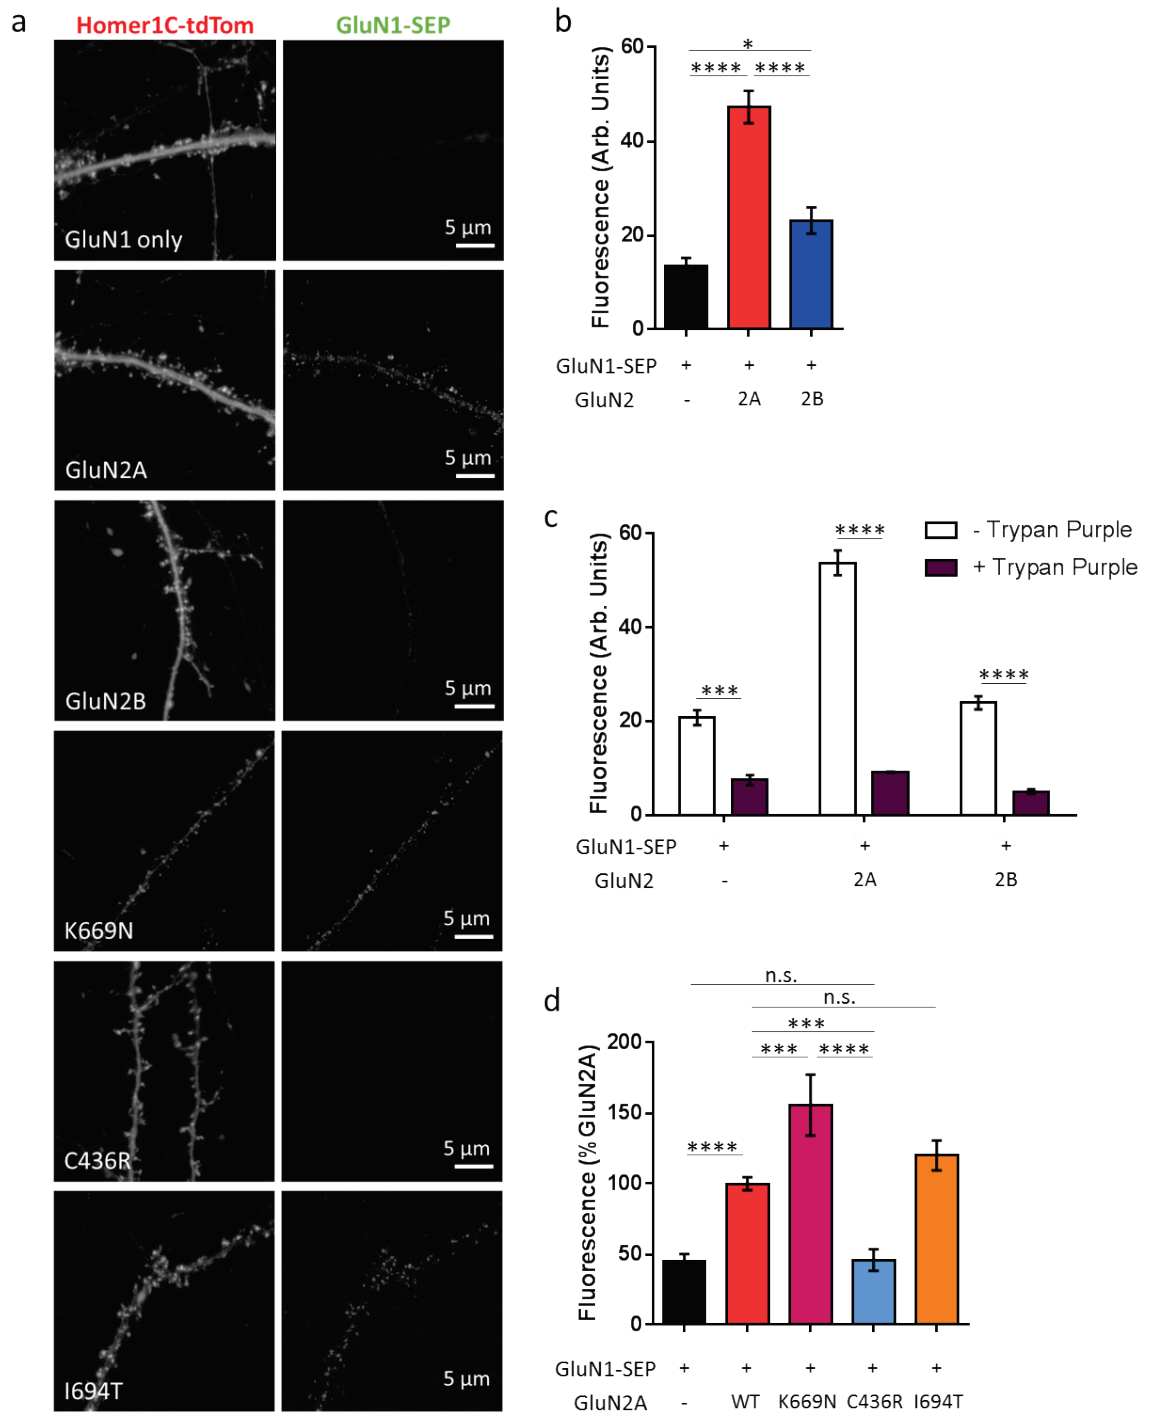 a
Homer1C-tdTom GluN1-SEP
GluN1 only
5 µm
GluN2A
5 µm
GluN2B
5 µm
K669N
5 µm
C436R
5 µm
I694T
5 µm
b
Fluorescence (Arb. Units)
60
40
20
0
*
**** ****
GluN1-SEP + + +
GluN2 - 2A 2B
c
Fluorescence (Arb. Units)
60
40
20
0
*** **** ****
- Trypan Purple
+ Trypan Purple
GluN1-SEP + + +
GluN2 - 2A 2B
d
Fluorescence (% GluN2A)
200
150
100
50
0
n.s.
n.s.
***
*** ****
****
GluN1-SEP + + + + +
GluN2A - WT K669N C436R I694T